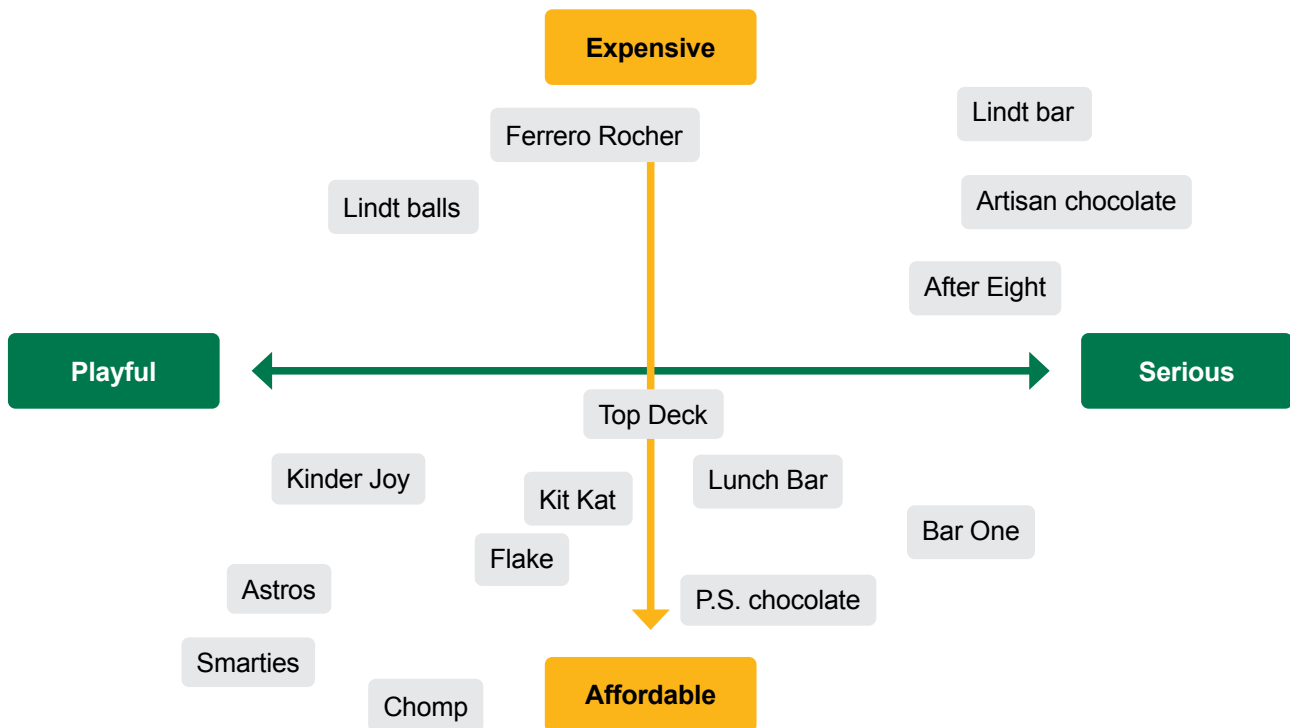 Expensive
Lindt bar
Ferrero Rocher
Artisan chocolate
Lindt balls
After Eight
Playful
Serious
Top Deck
Kinder Joy
Lunch Bar
Kit Kat
Bar One
Flake
Astros
P.S. chocolate
Smarties
Affordable
Chomp